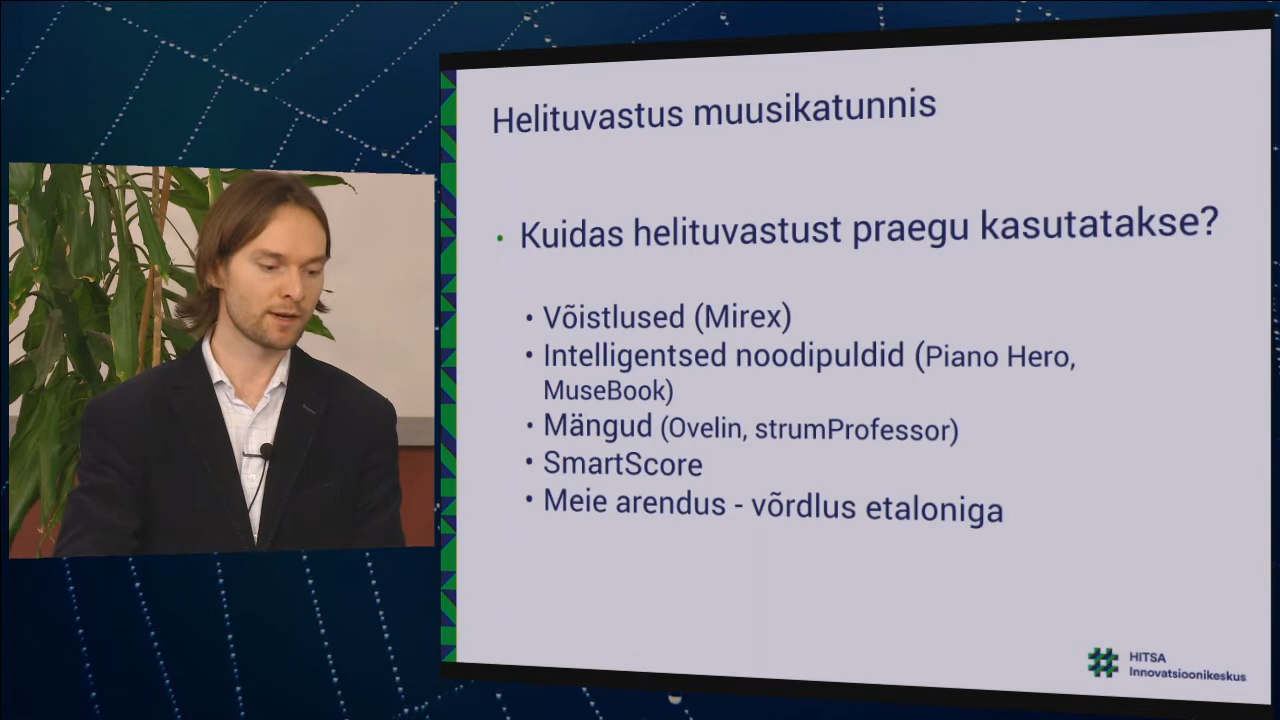 Helituvastus muusikatunnis
• Kuidas helituvastust praegu kasutatakse?
• Võistlused (Mirex)
• Intelligentsed noodipuldid (Piano Hero,
MuseBook)
• Mängud (Ovelin, strumProfessor)
• SmartScore
• Meie arendus - võrdlus etaloniga
HITSA
Innovatsioonikeskus